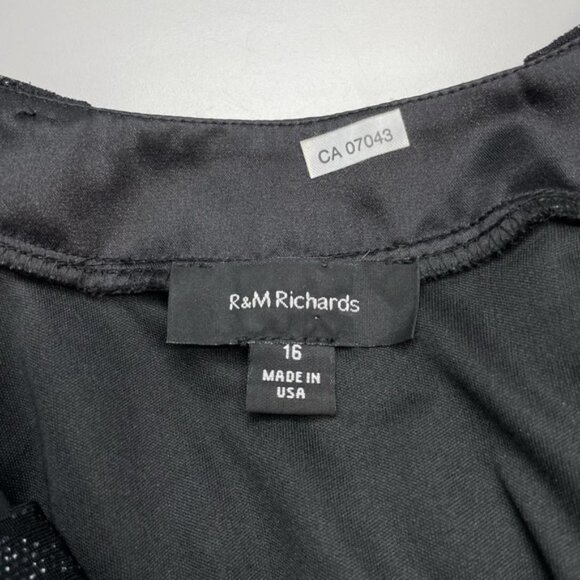 CA 07043
R&M Richards
16
MADE IN
USA